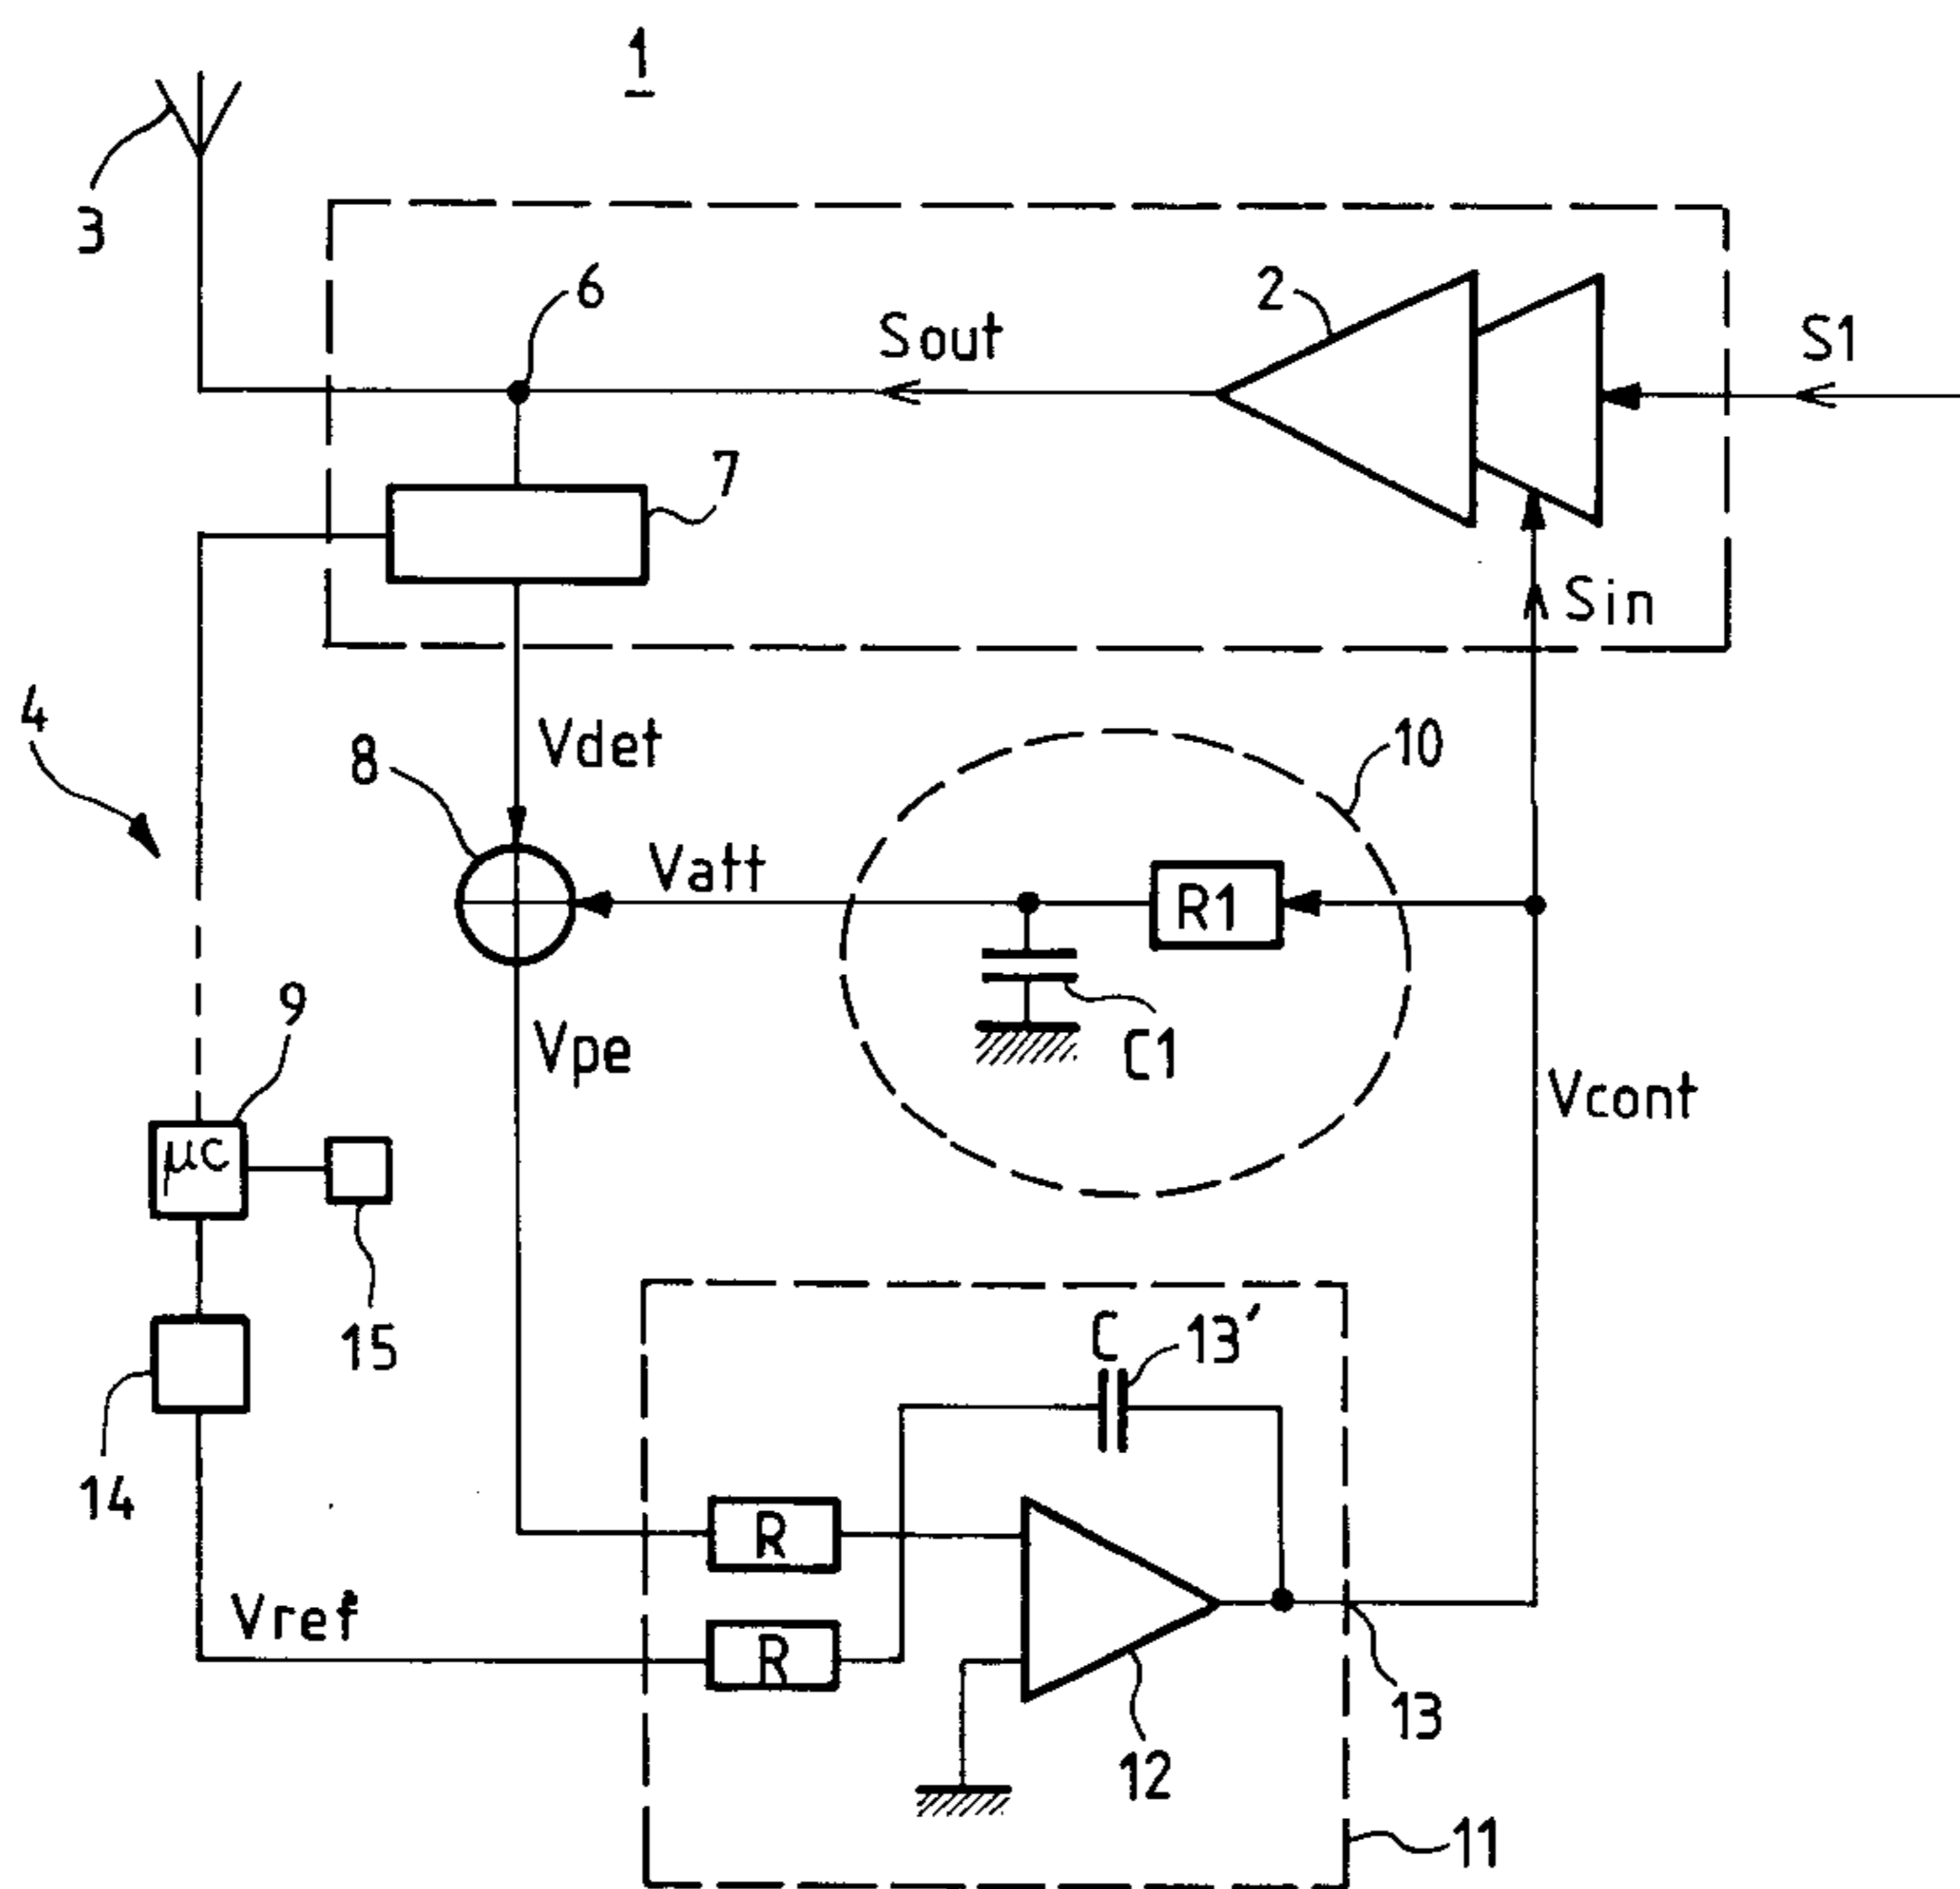 1
3
6
2
Sout
S1
7
Sin
4
8
Vdet
10
Vatt
R1
9
Vpe
C1
Vcont
µc
15
C
13'
14
R
Vref
R
13
12
11